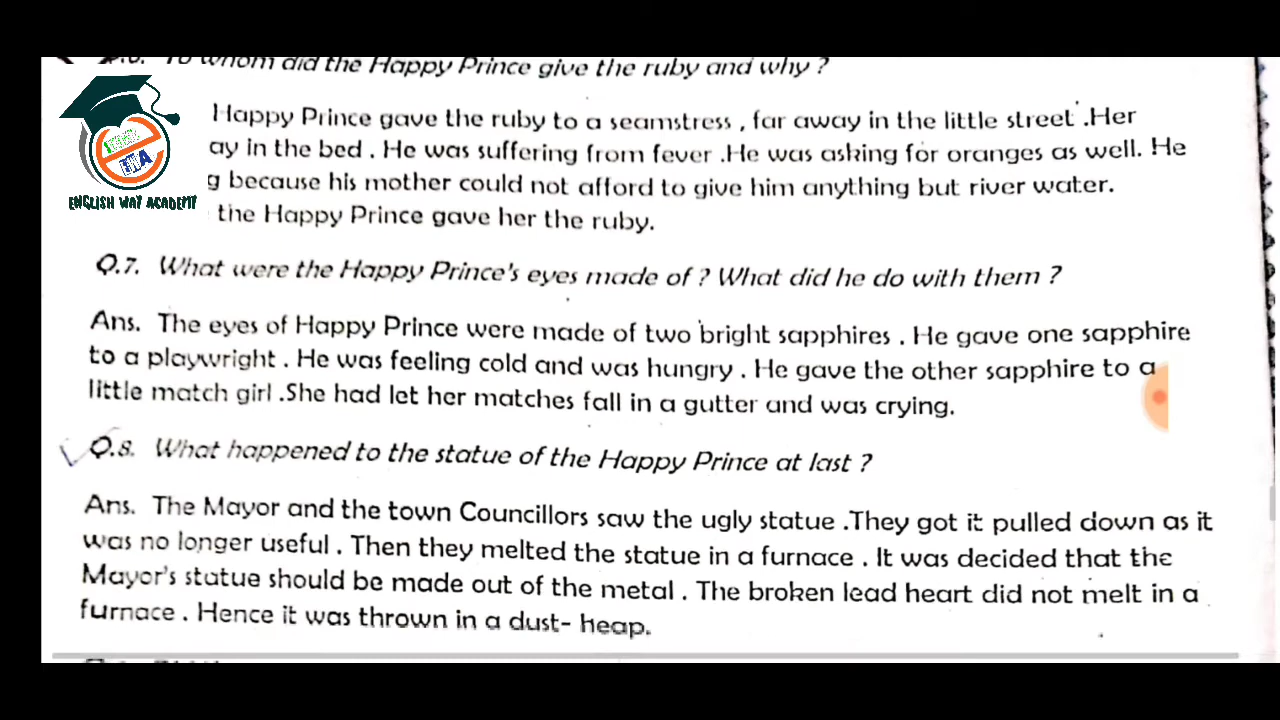 To whom did the Happy Prince give the ruby and why ?
Happy Prince gave the ruby to a seamstress , far away in the little street .Her
ay in the bed . He was suffering from fever .He was asking for oranges as well. He
g because his mother could not afford to give him anything but river water.
the Happy Prince gave her the ruby.
ENGLISH WAY ACADEMY
Q.7. What were the Happy Prince's eyes made of ? What did he do with them ?
Ans. The eyes of Happy Prince were made of two bright sapphires . He gave one sapphire
to a playwright . He was feeling cold and was hungry . He gave the other sapphire to a
little match girl .She had let her matches fall in a gutter and was crying.
Q.8. What happened to the statue of the Happy Prince at last ?
Ans. The Mayor and the town Councillors saw the ugly statue .They got it pulled down as it
was no longer useful . Then they melted the statue in a furnace . It was decided that the
Mayor's statue should be made out of the metal . The broken lead heart did not melt in a
furnace . Hence it was thrown in a dust- heap.